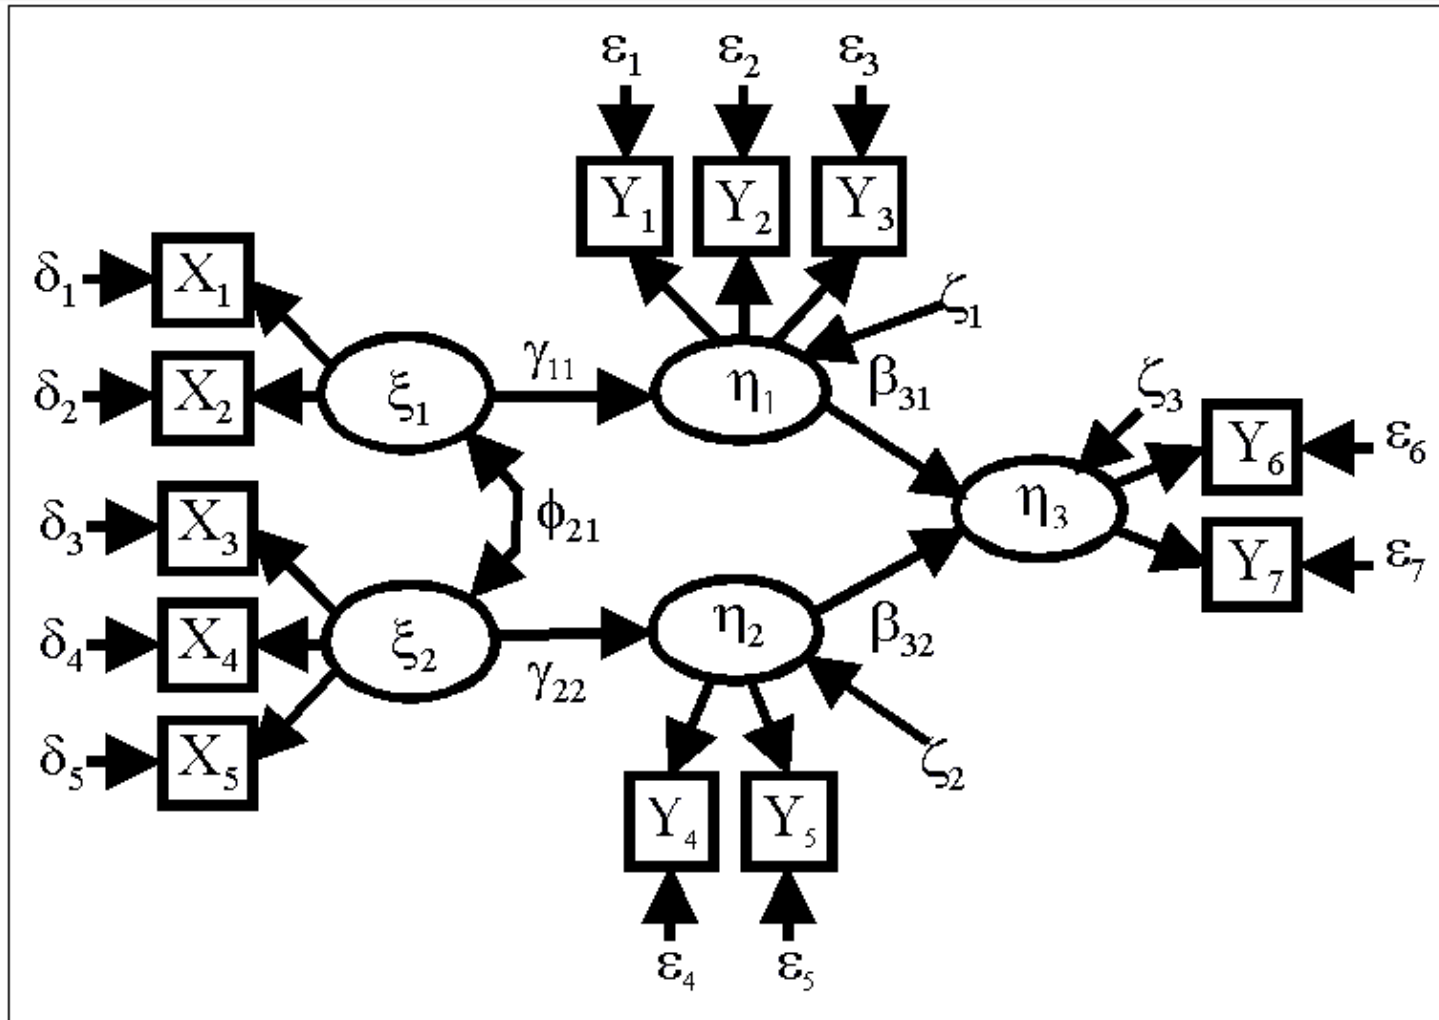 ε₁ ε₂ ε₃
Y₁ Y₂ Y₃
δ₁ X₁
ζ₁
δ₂ X₂ ξ₁ γ₁₁ η₁ β₃₁
ζ₃
Y₆ ε₆
δ₃ X₃ ϕ₂₁ η₃
Y₇ ε₇
δ₄ X₄ ξ₂ γ₂₂ η₂ β₃₂
δ₅ X₅ ζ₂
Y₄ Y₅
ε₄ ε₅